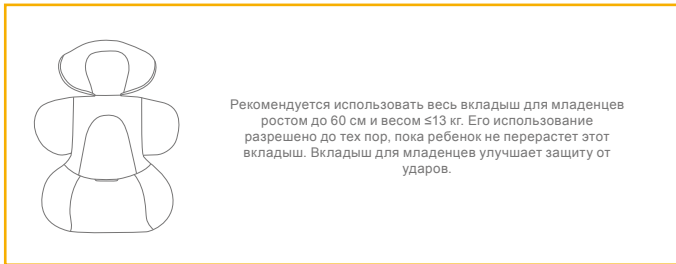 Рекомендуется использовать весь вкладыш для младенцев
ростом до 60 см и весом ≤13 кг. Его использование
разрешено до тех пор, пока ребенок не перерастет этот
вкладыш. Вкладыш для младенцев улучшает защиту от
ударов.